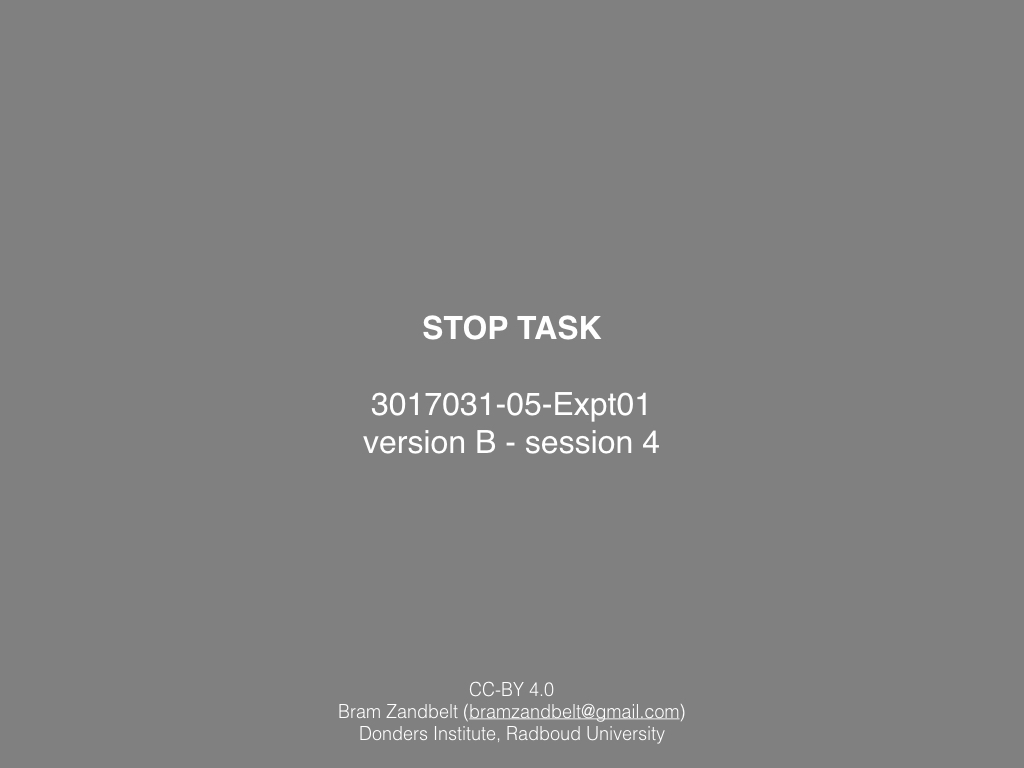 STOP TASK
3017031-05-Expt01
version B - session 4
CC-BY 4.0
Bram Zandbelt (bramzandbelt@gmail.com)
Donders Institute, Radboud University